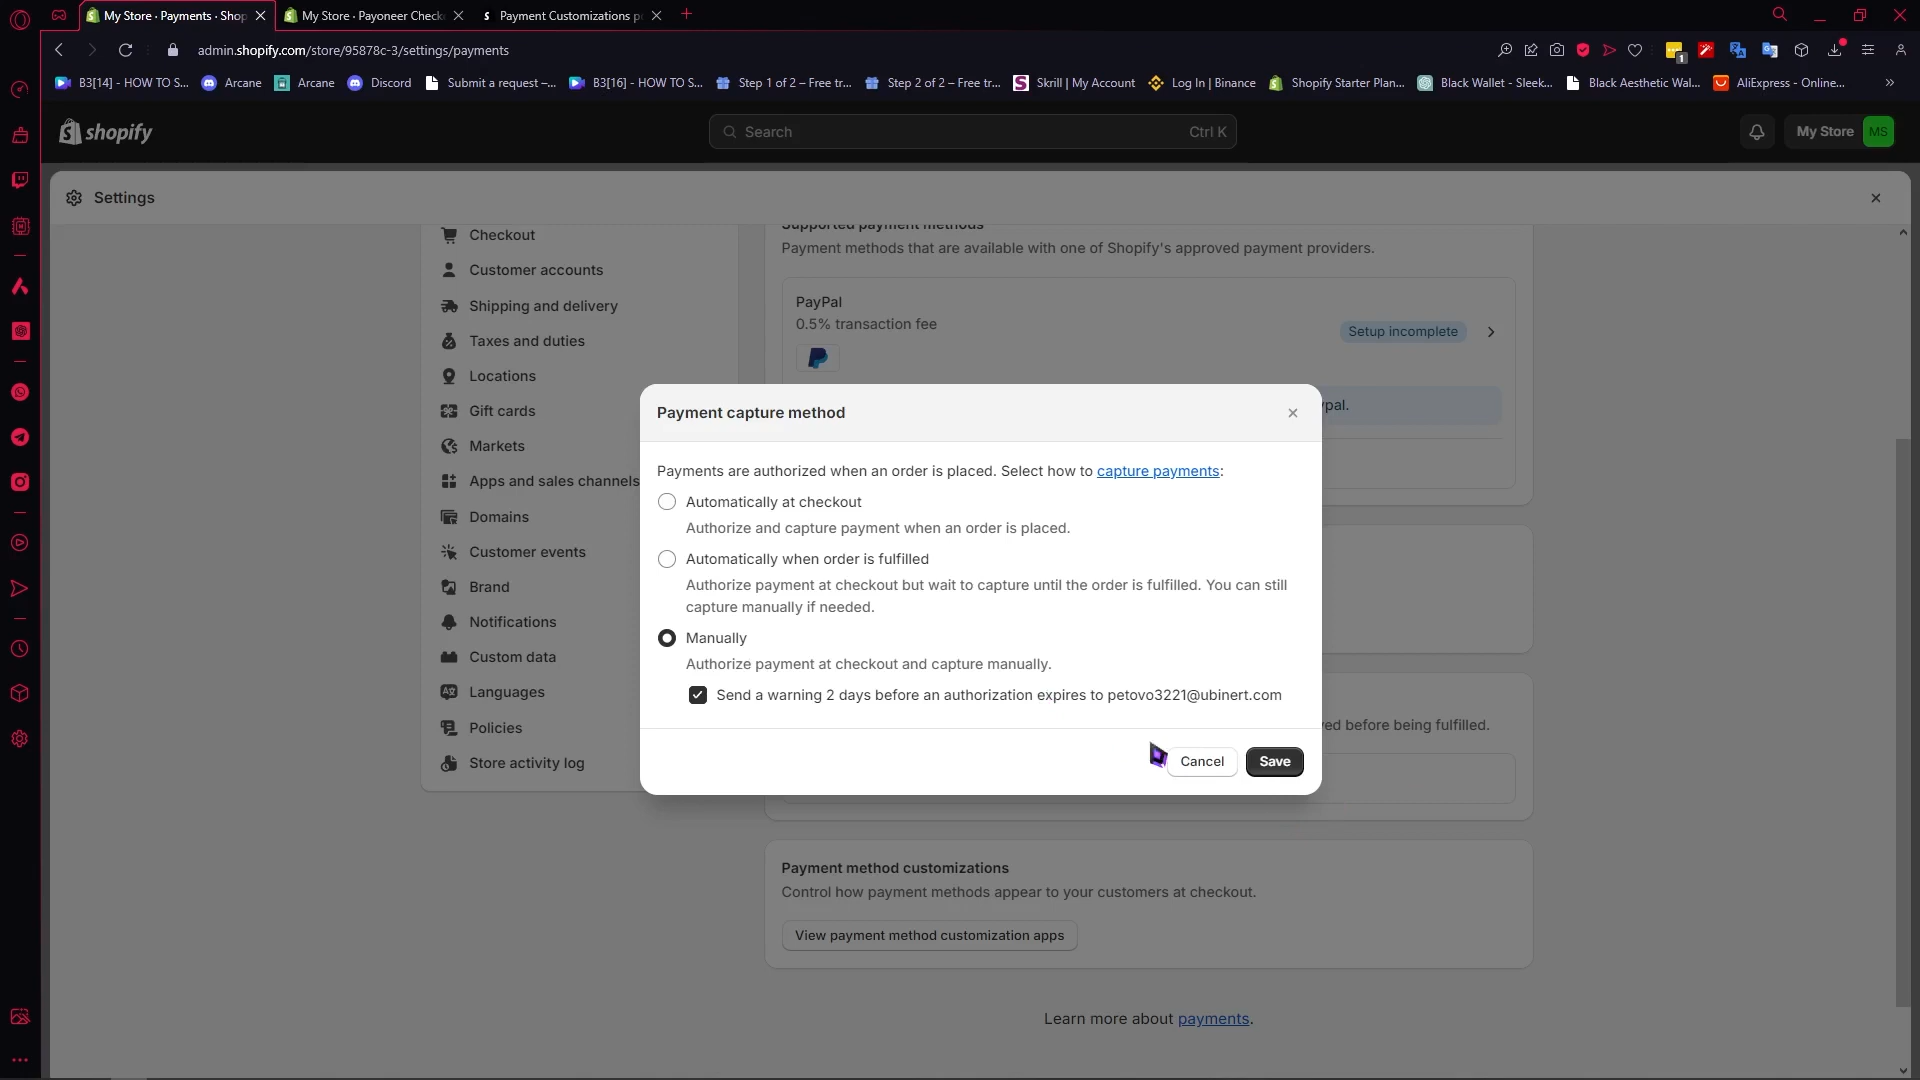 My Store · Payments · Shop
My Store · Payoneer Check
Payment Customizations p
admin.shopify.com/store/95878c-3/settings/payments
B3[14] - HOW TO S...
Arcane
Arcane
Discord
Submit a request –...
B3[16] - HOW TO S...
Step 1 of 2 – Free tr...
Step 2 of 2 – Free tr...
Skrill | My Account
Log In | Binance
Shopify Starter Plan...
Black Wallet - Sleek...
Black Aesthetic Wal...
AliExpress - Online...
shopify
Search
Ctrl K
My Store
MS
Settings
Checkout
Customer accounts
Shipping and delivery
Taxes and duties
Locations
Gift cards
Markets
Apps and sales channels
Domains
Customer events
Brand
Notifications
Custom data
Languages
Policies
Store activity log
Supported payment methods
Payment methods that are available with one of Shopify's approved payment providers.
PayPal
0.5% transaction fee
Setup incomplete
ypal.
Payment capture method
Payments are authorized when an order is placed. Select how to capture payments:
Automatically at checkout
Authorize and capture payment when an order is placed.
Automatically when order is fulfilled
Authorize payment at checkout but wait to capture until the order is fulfilled. You can still
capture manually if needed.
Manually
Authorize payment at checkout and capture manually.
Send a warning 2 days before an authorization expires to petovo3221@ubinert.com
Cancel
Save
ved before being fulfilled.
Payment method customizations
Control how payment methods appear to your customers at checkout.
View payment method customization apps
Learn more about payments.